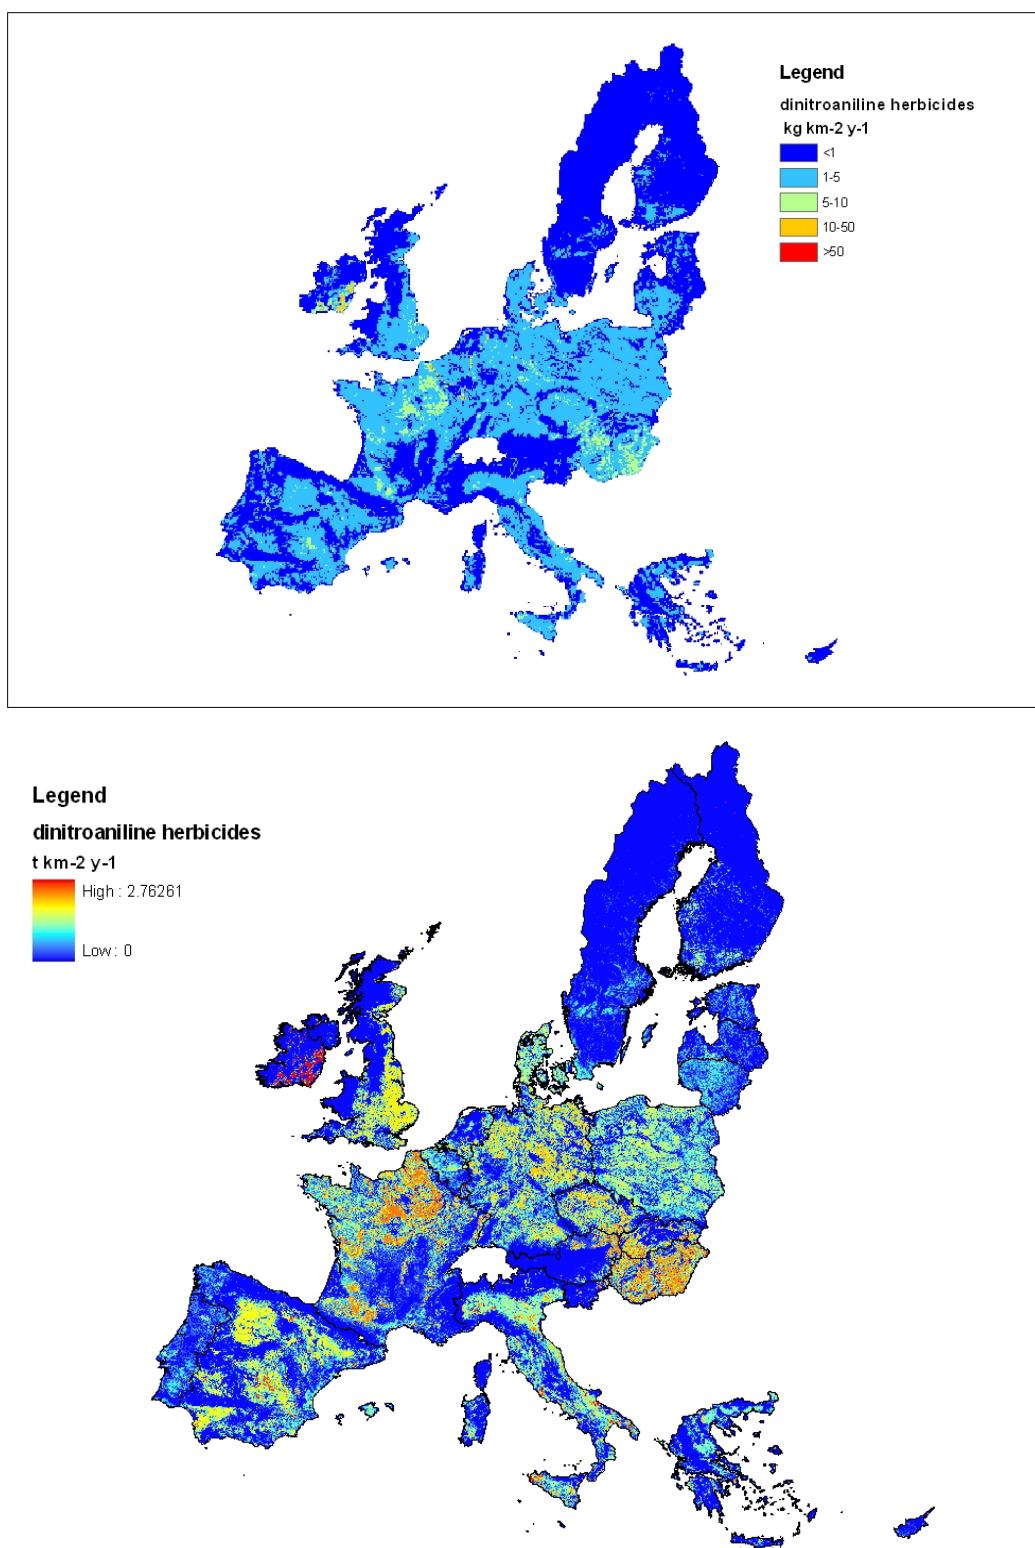 Legend
dinitroaniline herbicides
kg km-2 y-1
<1
1-5
5-10
10-50
>50
Legend
dinitroaniline herbicides
t km-2 y-1
High : 2.76261
Low : 0